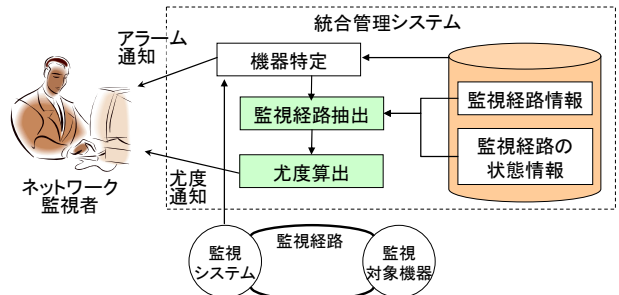 統合管理システム
アラーム
通知
機器特定
監視経路情報
監視経路抽出
監視経路の
状態情報
尤度算出
尤度
通知
ネットワーク
監視者
監視経路
監視
システム
監視
対象機器